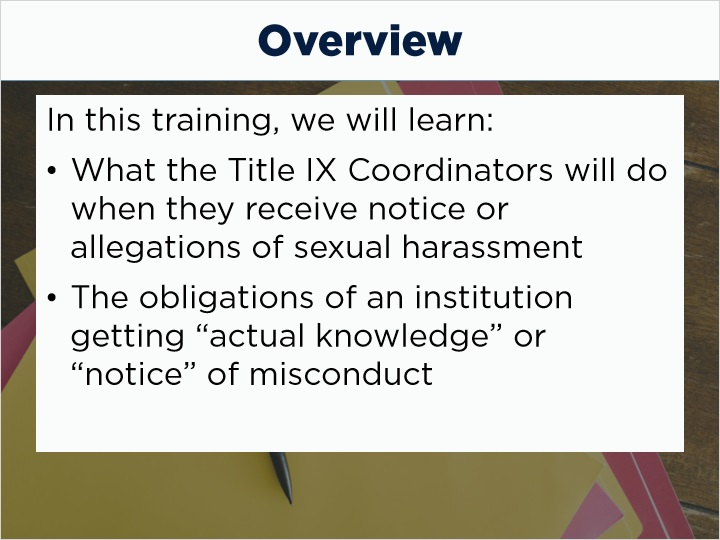 Overview
In this training, we will learn:
• What the Title IX Coordinators will do
when they receive notice or
allegations of sexual harassment
• The obligations of an institution
getting “actual knowledge” or
“notice” of misconduct